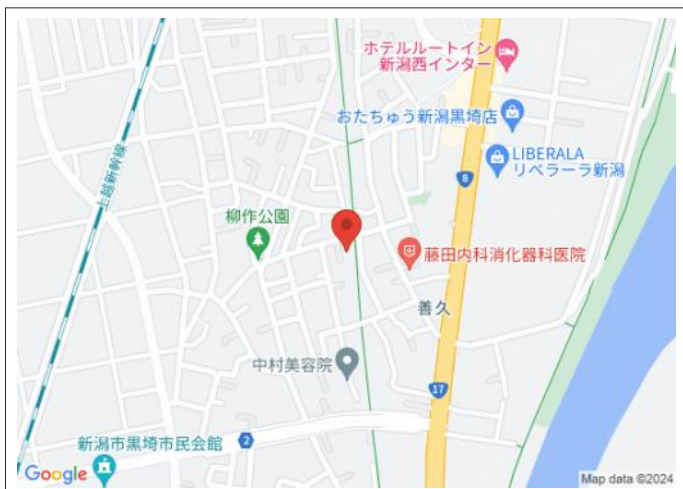 ホテルルートイン
新潟西インター
おたちゅう新潟黒埼店
LIBERALA
リベラーラ新潟
上越新幹線
8
柳作公園
藤田内科消化器科医院
善久
中村美容院
17
新潟市黒埼市民会館
2
Google
Map data ©2024